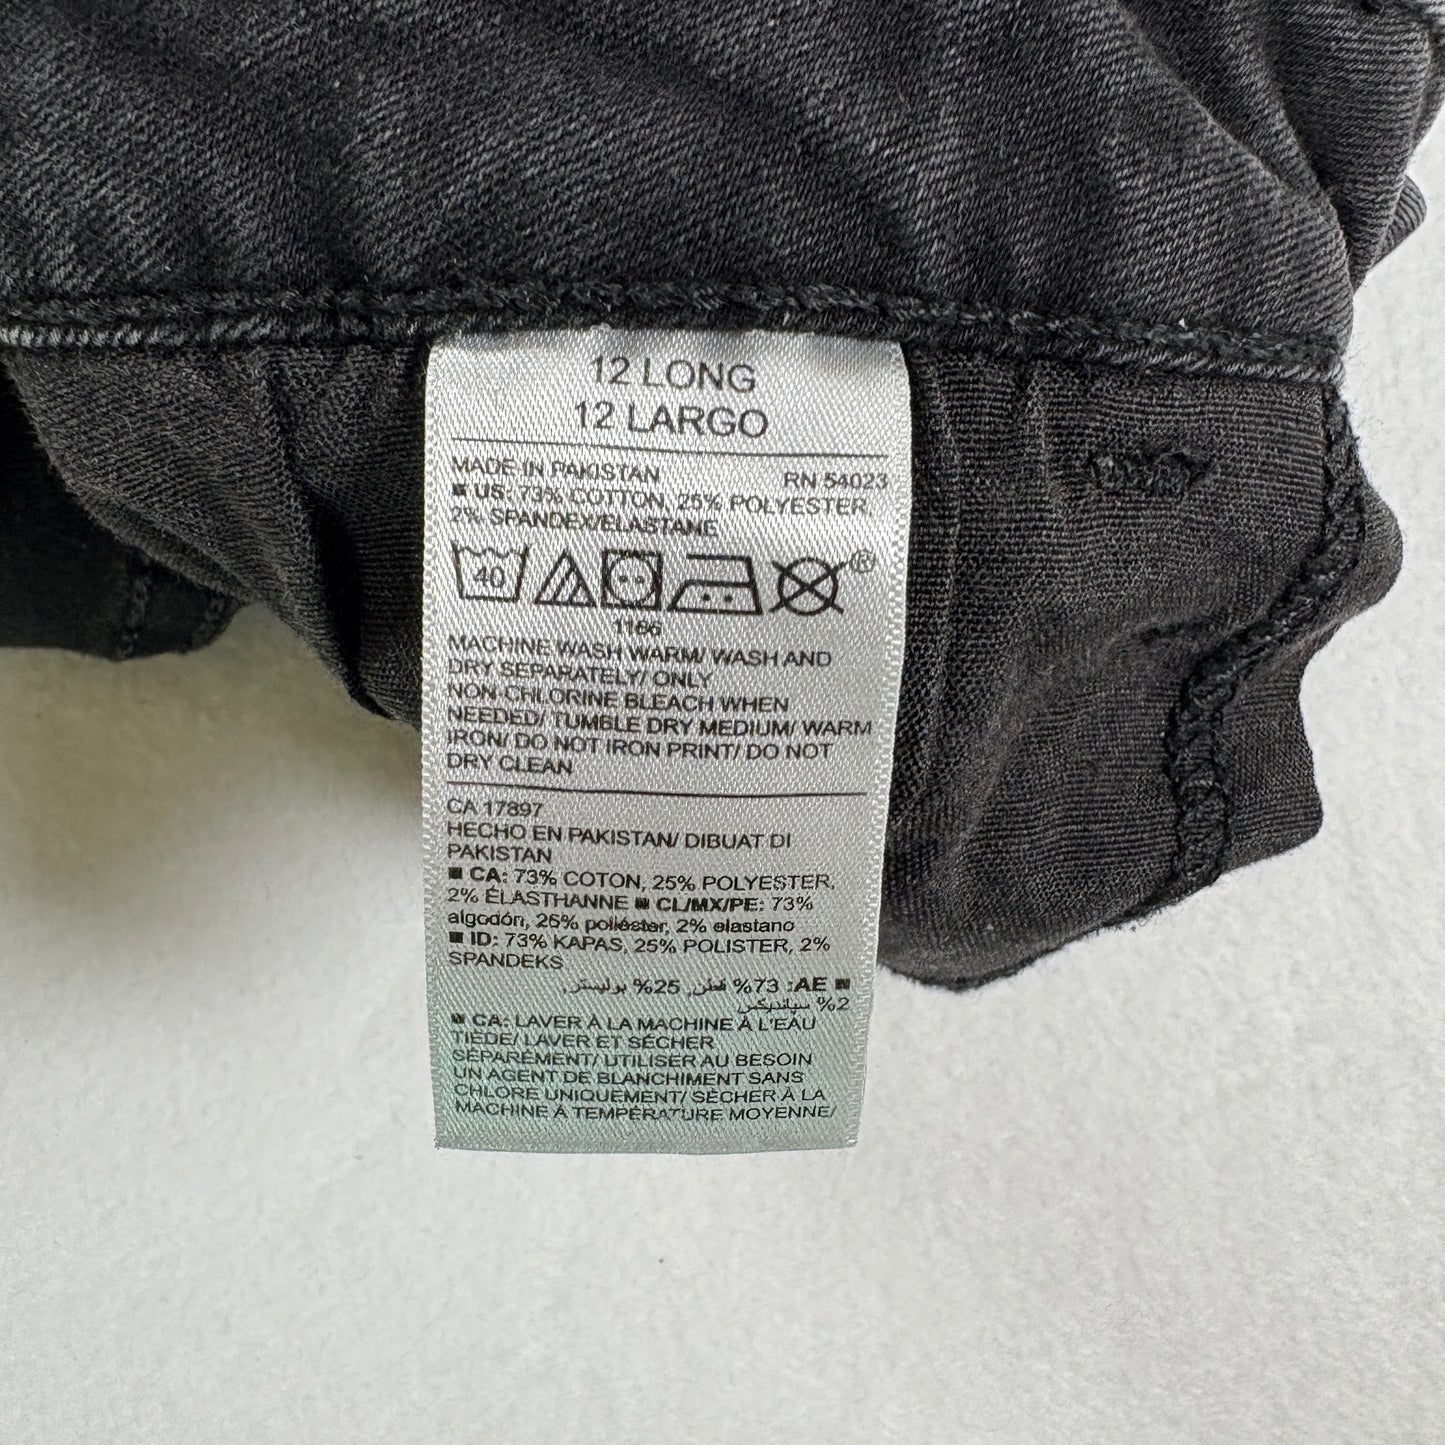 12 LONG
12 LARGO
MADE IN PAKISTAN RN 54023
■ US: 73% COTTON, 25% POLYESTER,
2% SPANDEX/ELASTANE
40 ®
1166
MACHINE WASH WARM/ WASH AND
DRY SEPARATELY/ ONLY
NON-CHLORINE BLEACH WHEN
NEEDED/ TUMBLE DRY MEDIUM/ WARM
IRON/ DO NOT IRON PRINT/ DO NOT
DRY CLEAN
CA 17897
HECHO EN PAKISTAN/ DIBUAT DI
PAKISTAN
■ CA: 73% COTON, 25% POLYESTER,
2% ÉLASTHANNE ■ CL/MX/PE: 73%
algodón, 25% poliéster, 2% elastano
■ ID: 73% KAPAS, 25% POLISTER, 2%
SPANDEKS
■ AE: 73% قطن, 25% بوليستر,
2% سباندیکس
■ CA: LAVER À LA MACHINE À L'EAU
TIÈDE/ LAVER ET SÉCHER
SÉPARÉMENT/ UTILISER AU BESOIN
UN AGENT DE BLANCHIMENT SANS
CHLORE UNIQUEMENT/ SÉCHER À LA
MACHINE À TEMPÉRATURE MOYENNE/